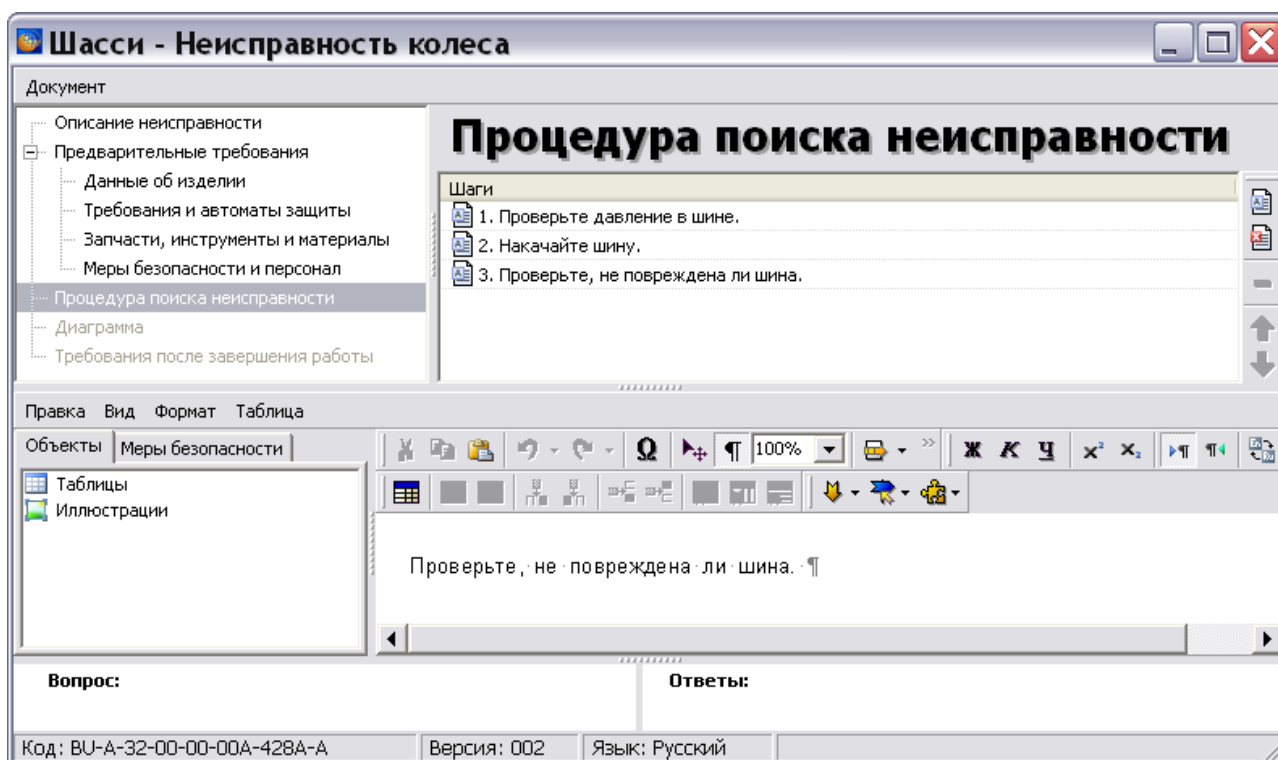 Шасси - Неисправность колеса
Документ
Описание неисправности
Предварительные требования
Данные об изделии
Требования и автоматы защиты
Запчасти, инструменты и материалы
Меры безопасности и персонал
Процедура поиска неисправности
Диаграмма
Требования после завершения работы
Процедура поиска неисправности
Шаги
1. Проверьте давление в шине.
2. Накачайте шину.
3. Проверьте, не повреждена ли шина.
Правка Вид Формат Таблица
Объекты Меры безопасности
Таблицы
Иллюстрации
Ω ¶ 100% » Ж К Ч x² x₂ ¶ ¶
Проверьте, не повреждена ли шина. ¶
Вопрос: Ответы:
Код: BU-A-32-00-00-00A-428A-A Версия: 002 Язык: Русский